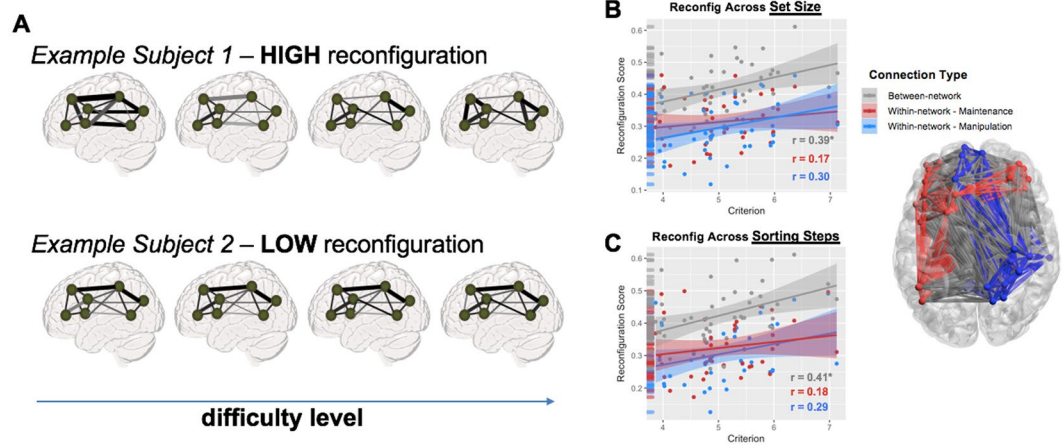 A
Example Subject 1 – HIGH reconfiguration
Example Subject 2 – LOW reconfiguration
difficulty level
B
Reconfig Across Set Size
Reconfiguration Score
0.6
0.5
0.4
0.3
0.2
0.1
r = 0.39*
r = 0.17
r = 0.30
4
5
6
7
Criterion
C
Reconfig Across Sorting Steps
Reconfiguration Score
0.6
0.5
0.4
0.3
0.2
r = 0.41*
r = 0.18
r = 0.29
4
5
6
7
Criterion
Connection Type
Between-network
Within-network - Maintenance
Within-network - Manipulation